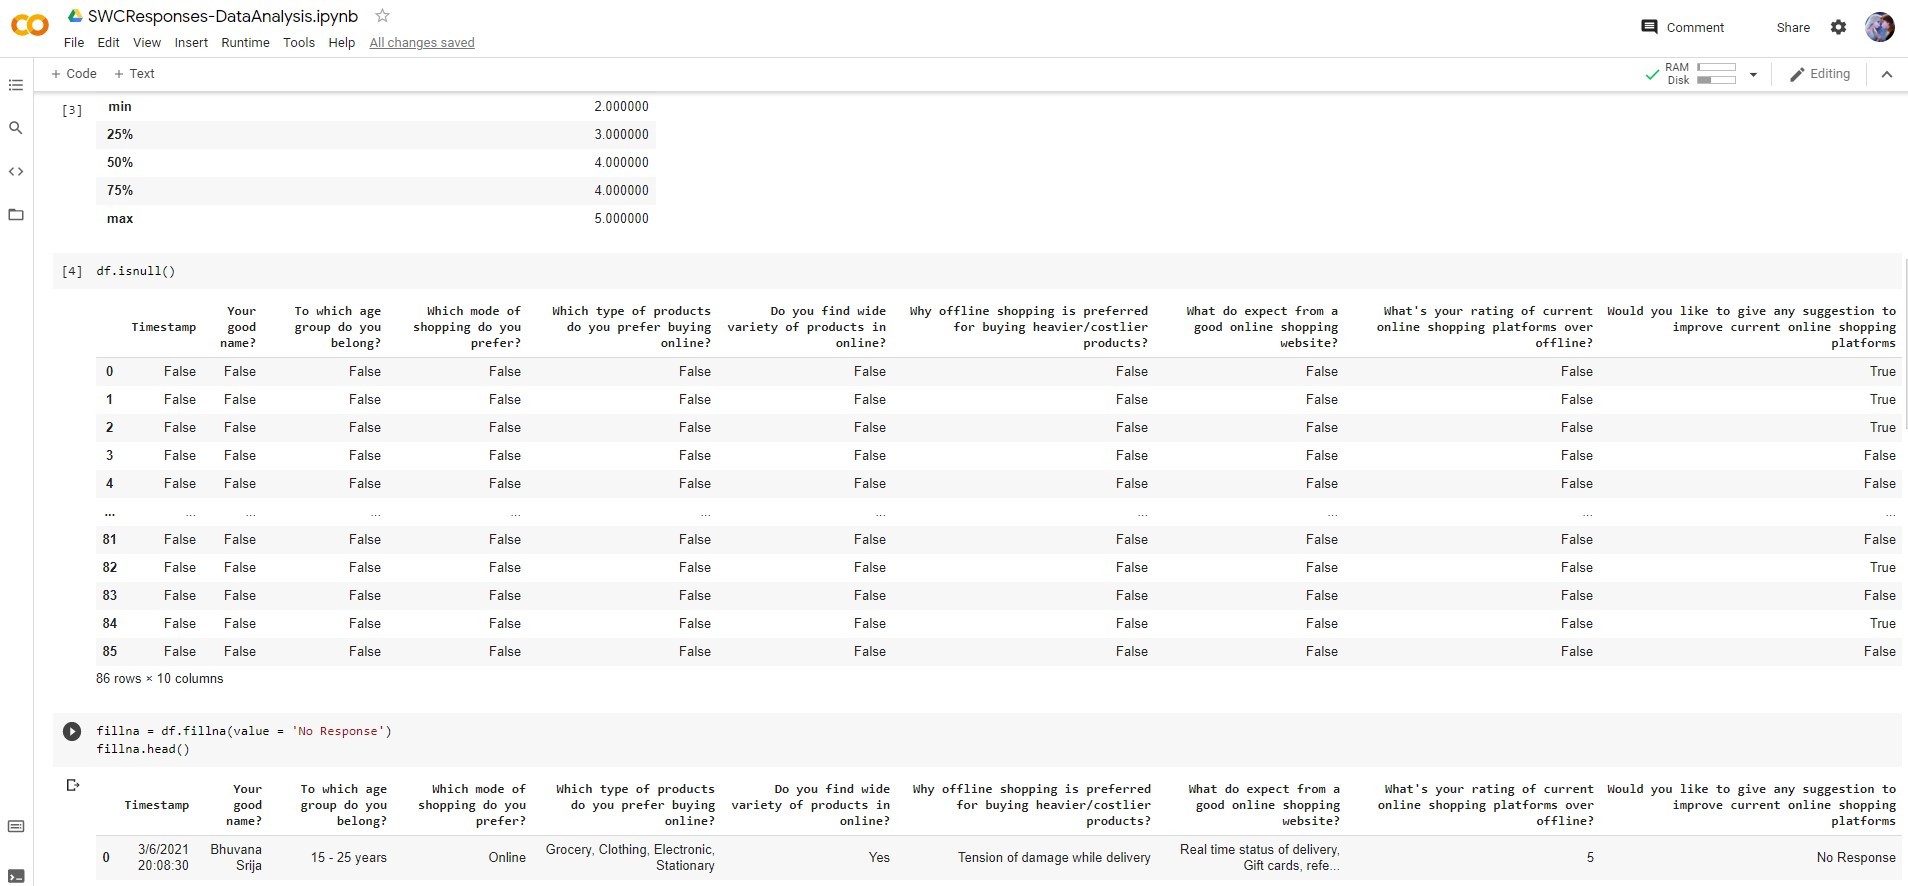 SWCResponses-DataAnalysis.ipynb
File Edit View Insert Runtime Tools Help All changes saved
Comment Share
+ Code + Text
RAM
Disk
Editing
[3]
min 2.000000
25% 3.000000
50% 4.000000
75% 4.000000
max 5.000000
[4] df.isnull()
Timestamp Your good name? To which age group do you belong? Which mode of shopping do you prefer? Which type of products do you prefer buying online? Do you find wide variety of products in online? Why offline shopping is preferred for buying heavier/costlier products? What do expect from a good online shopping website? What's your rating of current online shopping platforms over offline? Would you like to give any suggestion to improve current online shopping platforms
0 False False False False False False False False False True
1 False False False False False False False False False True
2 False False False False False False False False False True
3 False False False False False False False False False False
4 False False False False False False False False False False
... ... ... ... ... ... ... ... ... ... ...
81 False False False False False False False False False False
82 False False False False False False False False False True
83 False False False False False False False False False False
84 False False False False False False False False False True
85 False False False False False False False False False False
86 rows × 10 columns
fillna = df.fillna(value = 'No Response')
fillna.head()
Timestamp Your good name? To which age group do you belong? Which mode of shopping do you prefer? Which type of products do you prefer buying online? Do you find wide variety of products in online? Why offline shopping is preferred for buying heavier/costlier products? What do expect from a good online shopping website? What's your rating of current online shopping platforms over offline? Would you like to give any suggestion to improve current online shopping platforms
0 3/6/2021 20:08:30 Bhuvana Srija 15 - 25 years Online Grocery, Clothing, Electronic, Stationary Yes Tension of damage while delivery Real time status of delivery, Gift cards, refe... 5 No Response